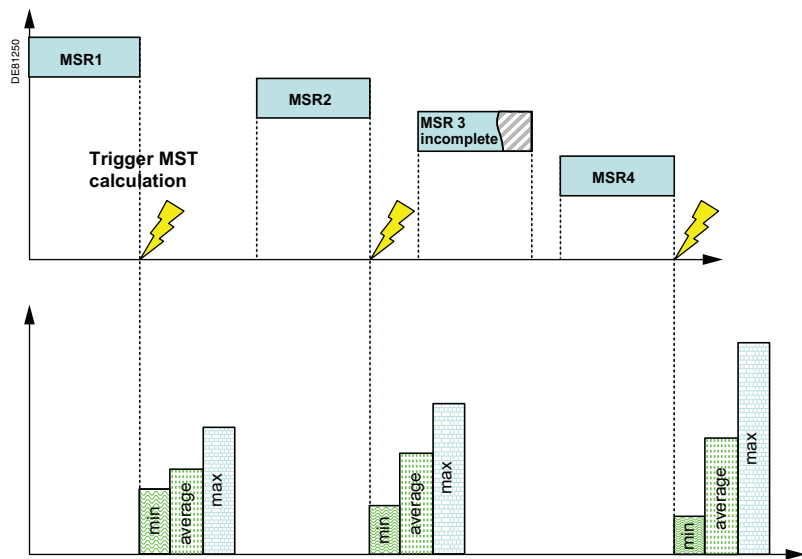 DE81250
MSR1
MSR2
MSR 3
incomplete
MSR4
Trigger MST
calculation
min
average
max
min
average
max
min
average
max